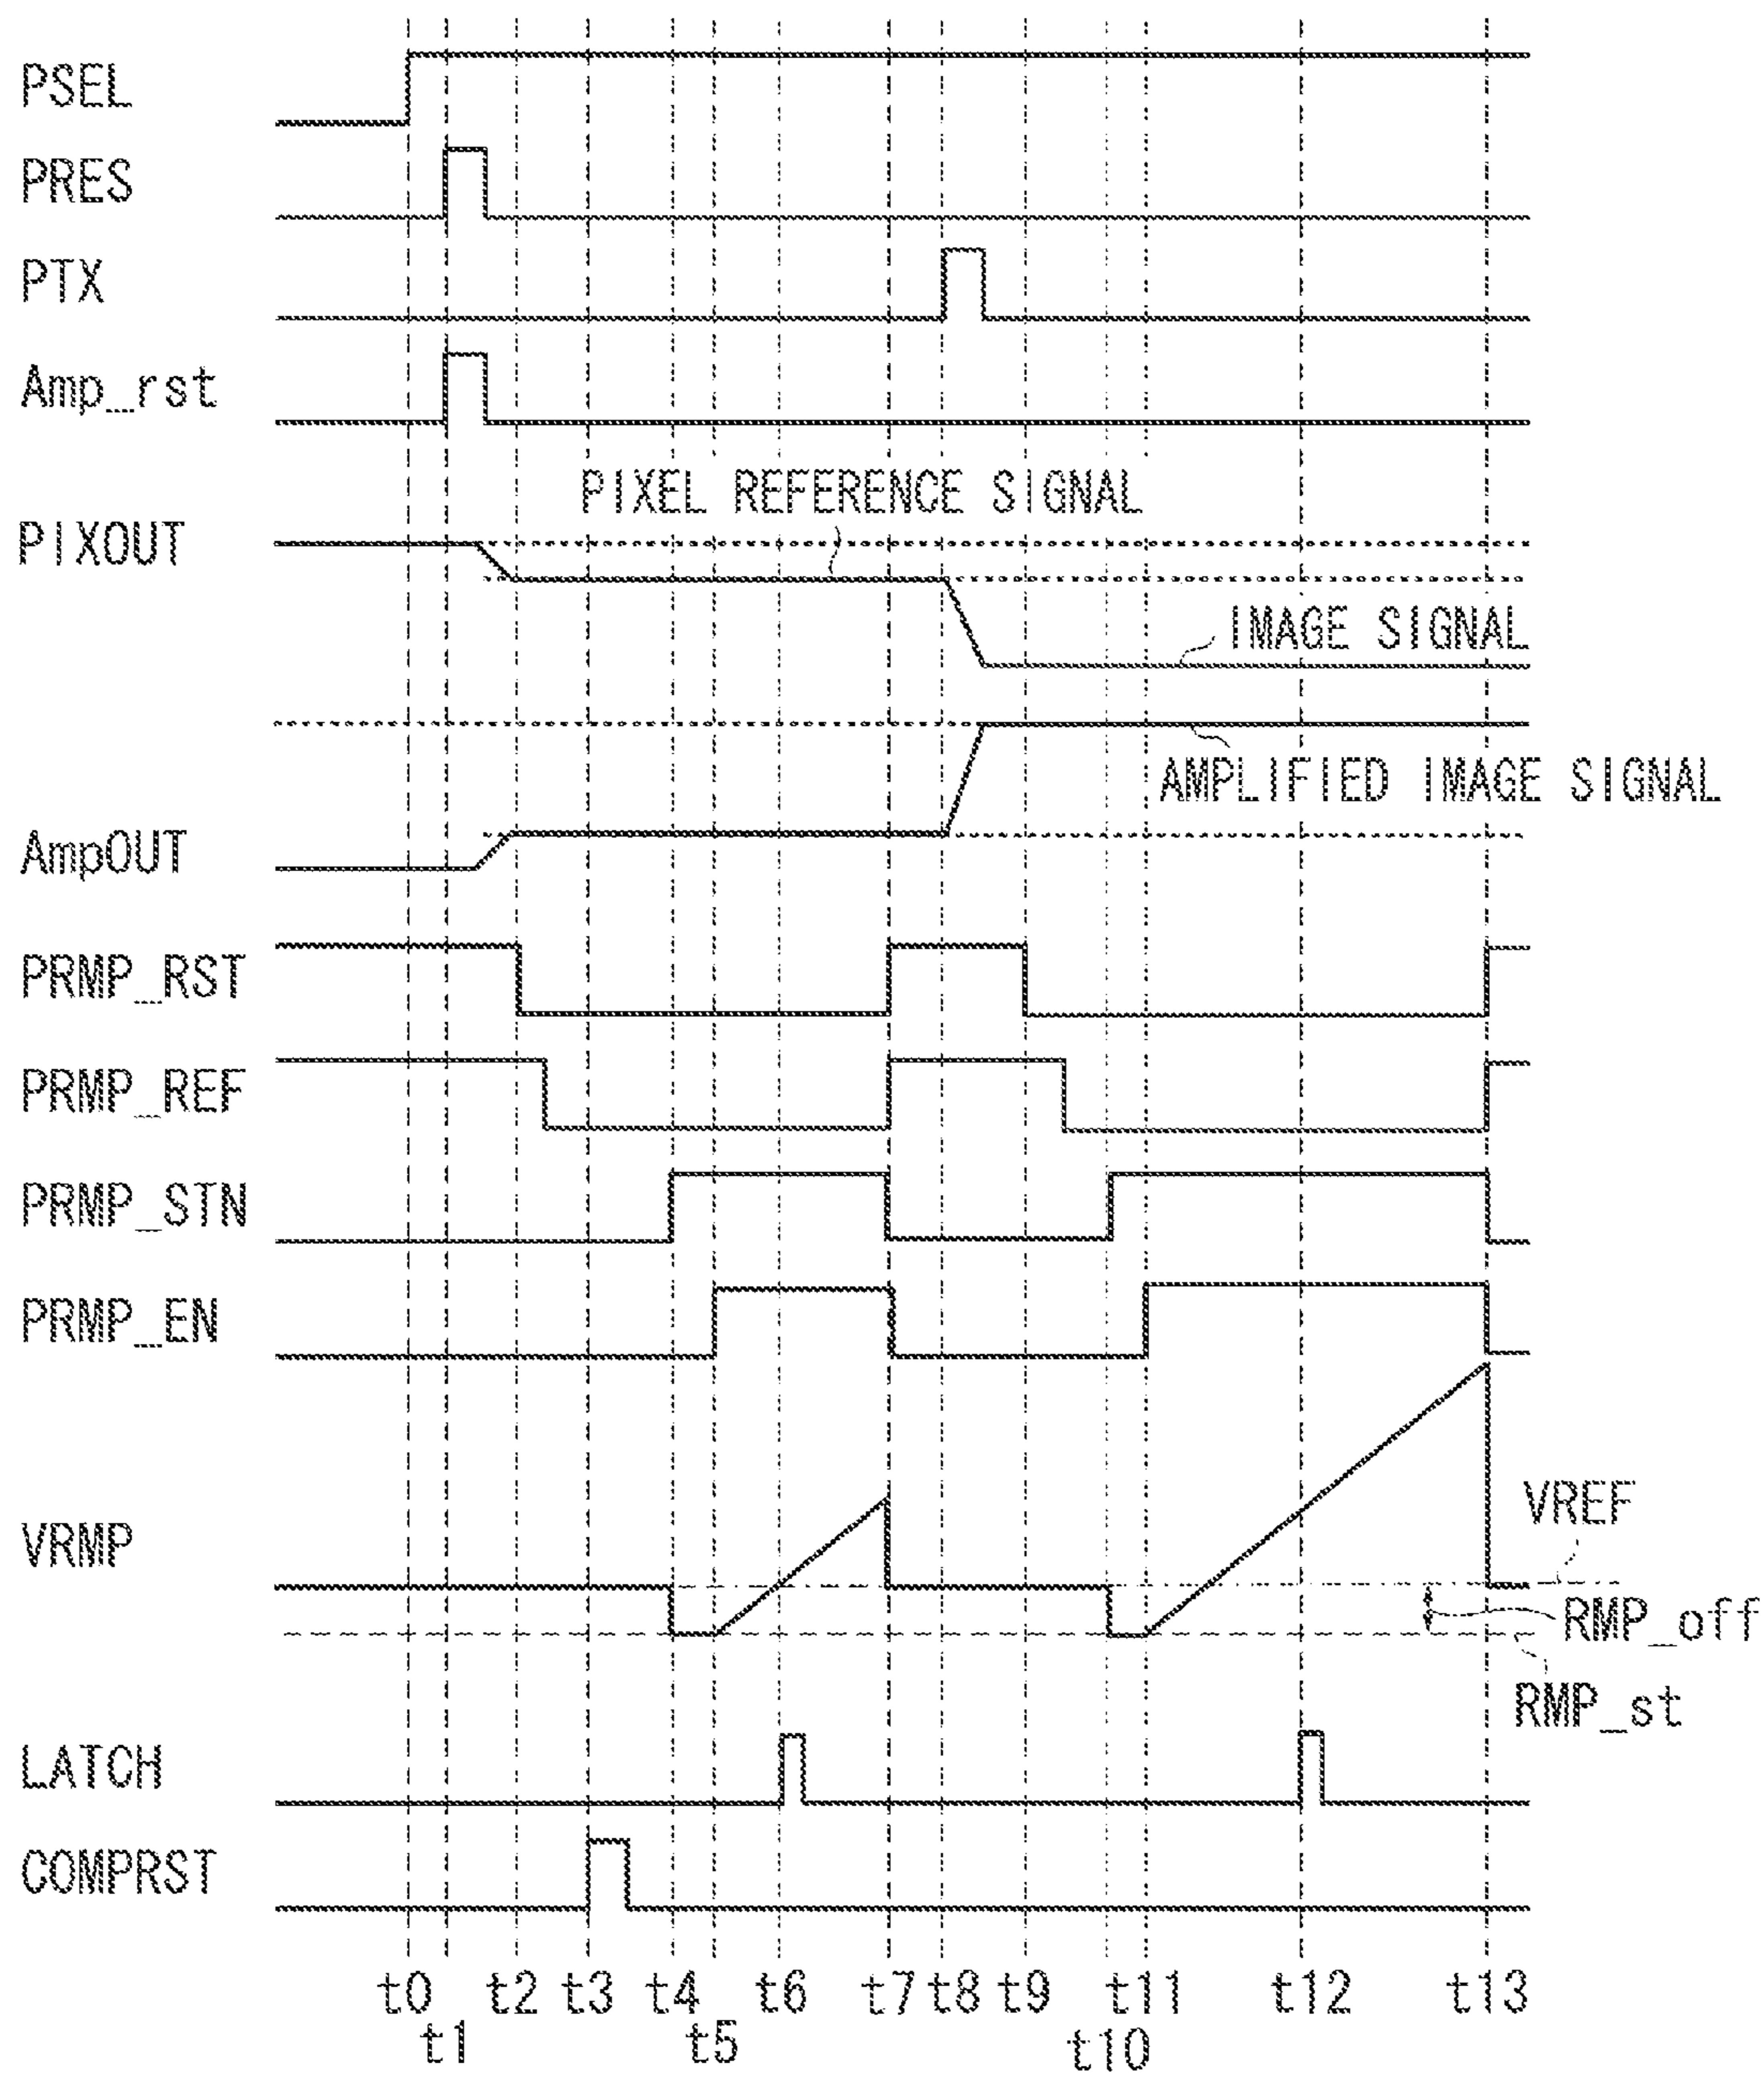 PSEL
PRES
PTX
Amp_rst
PIXEL REFERENCE SIGNAL
PIXOUT
IMAGE SIGNAL
AMPLIFIED IMAGE SIGNAL
AmpOUT
PRMP_RST
PRMP_REF
PRMP_STN
PRMP_EN
VREF
VRMP
RMP_off
RMP_st
LATCH
COMPRST
t0 t2 t3 t4 t6 t7 t8 t9 t11 t12 t13
t1 t5 t10